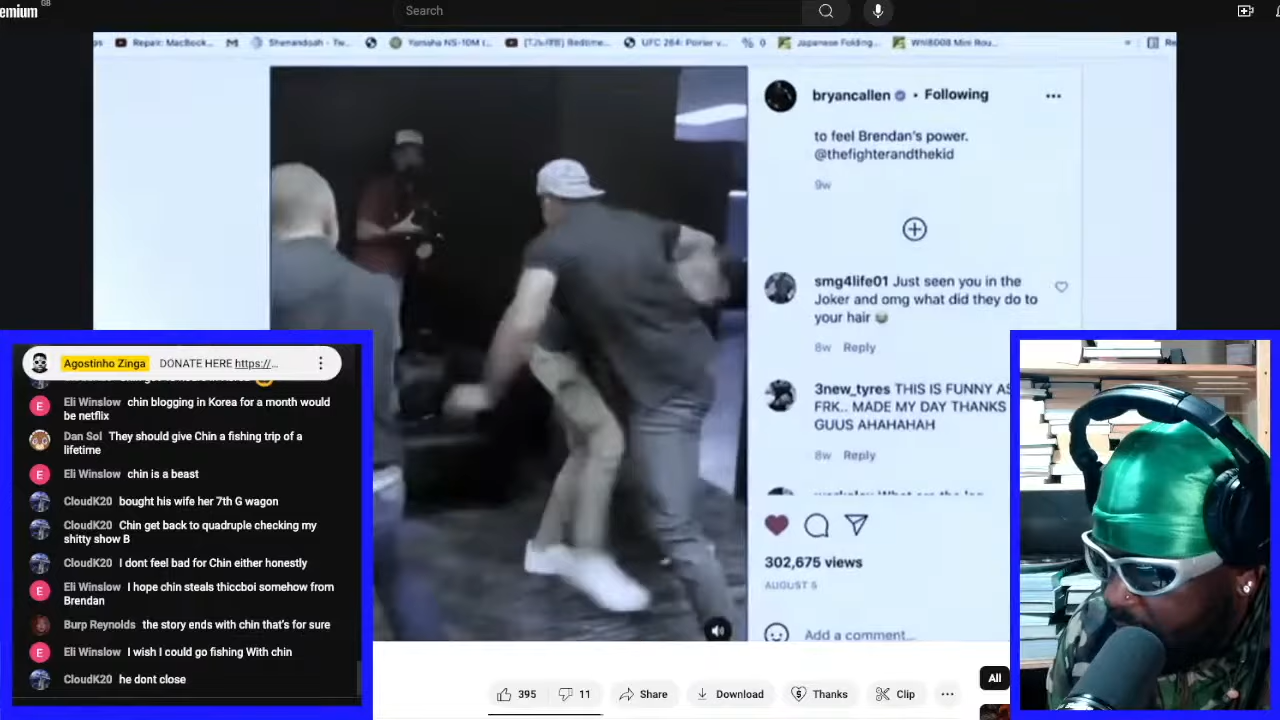 emium GB
Search
Repair: MacBook...
Shenandoah - Tw...
Yamaha NS-10M (...
UFC 264: Poirier v...
0
Japanese Folding...
Mini Rou...
bryancallen • Following
to feel Brendan's power.
@thefighterandthekid
9w
smg4life01 Just seen you in the
Joker and omg what did they do to
your hair
8w Reply
3new_tyres THIS IS FUNNY AS
FRK.. MADE MY DAY THANKS
GUUS AHAHAHAH
8w Reply
302,675 views
AUGUST 5
Add a comment...
Agostinho Zinga DONATE HERE https://...
Eli Winslow chin blogging in Korea for a month would
be netflix
Dan Sol They should give Chin a fishing trip of a
lifetime
Eli Winslow chin is a beast
CloudK20 bought his wife her 7th G wagon
CloudK20 Chin get back to quadruple checking my
shitty show B
CloudK20 I dont feel bad for Chin either honestly
Eli Winslow I hope chin steals thiccboi somehow from
Brendan
Burp Reynolds the story ends with chin that's for sure
Eli Winslow I wish I could go fishing With chin
CloudK20 he dont close
395 11 Share Download Thanks Clip
All